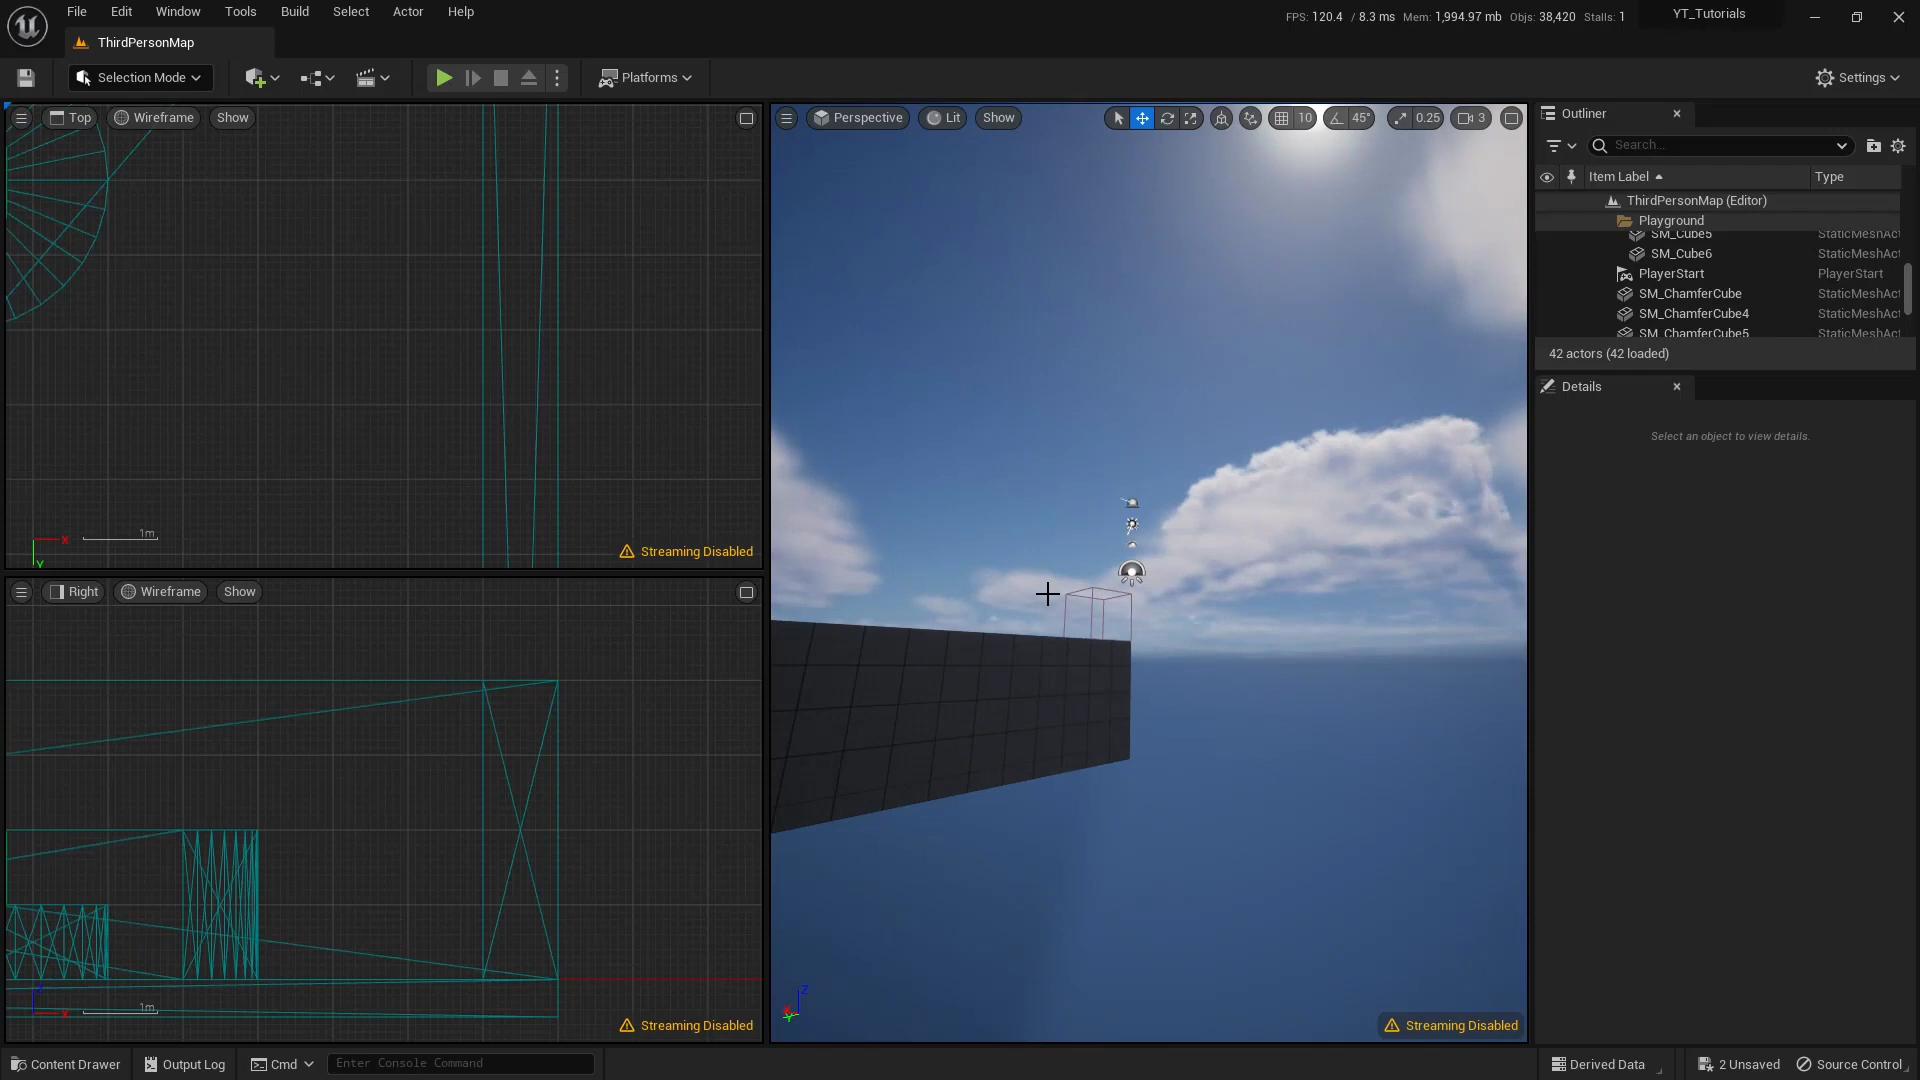 File Edit Window Tools Build Select Actor Help
FPS: 120.4 / 8.3 ms Mem: 1,994.97 mb Objs: 38,420 Stalls: 1
YT_Tutorials
ThirdPersonMap
Selection Mode
Platforms
Settings
Top Wireframe Show
Perspective Lit Show
10 45° 0.25 3
Outliner
Search...
Item Label Type
ThirdPersonMap (Editor)
Playground
SM_Cube5 StaticMeshAct
SM_Cube6 StaticMeshAct
PlayerStart PlayerStart
SM_ChamferCube StaticMeshAct
SM_ChamferCube4 StaticMeshAct
SM_ChamferCube5 StaticMeshAct
42 actors (42 loaded)
Details
Select an object to view details.
1m
X
Y
Streaming Disabled
Right Wireframe Show
Z
X
1m
Streaming Disabled
Z
X
Y
Streaming Disabled
Content Drawer Output Log Cmd Enter Console Command
Derived Data 2 Unsaved Source Control